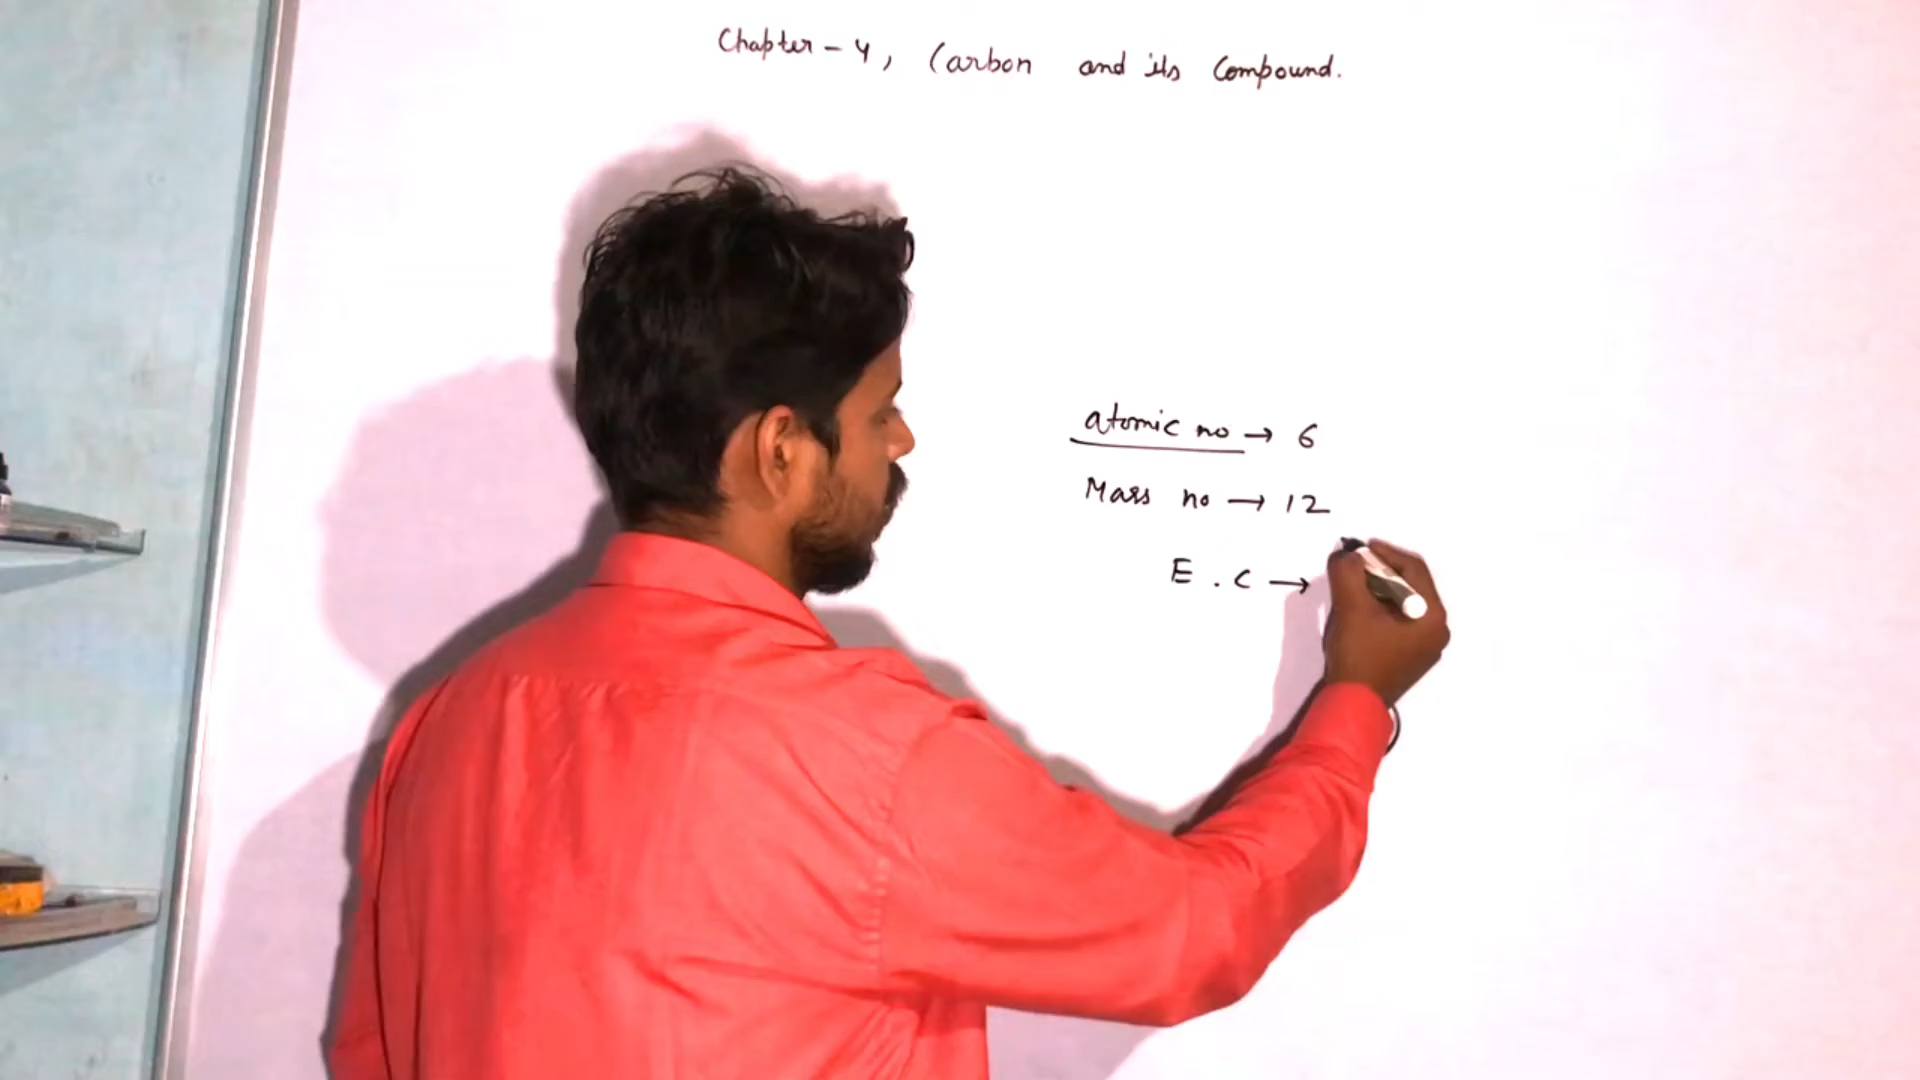 Chapter - 4, Carbon and its Compound.
atomic no → 6
Mass no → 12
E . C →